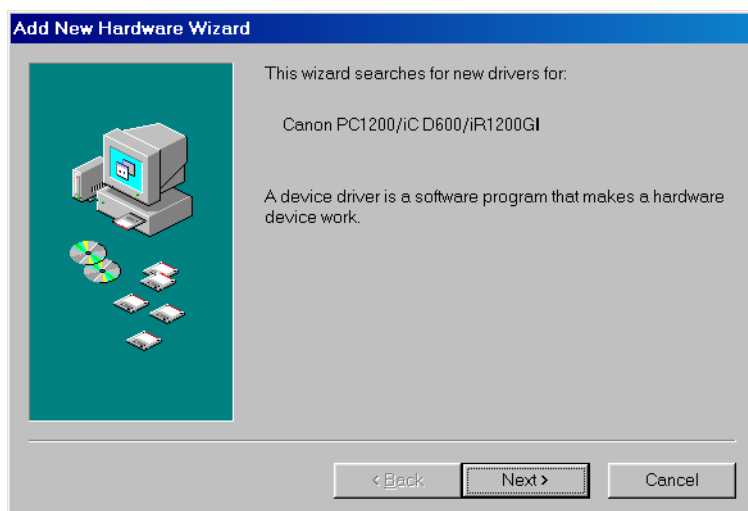 Add New Hardware Wizard
This wizard searches for new drivers for:
Canon PC1200/iC D600/iR1200GI
A device driver is a software program that makes a hardware
device work.
< Back
Next >
Cancel